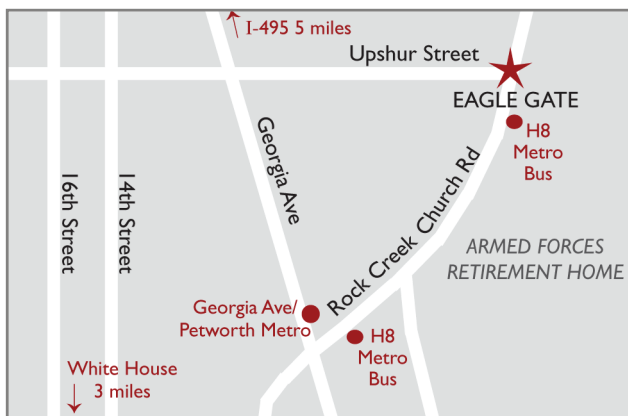 I-495 5 miles
Upshur Street
EAGLE GATE
H8
Metro
Bus
Georgia Ave
Rock Creek Church Rd
16th Street
14th Street
ARMED FORCES
RETIREMENT HOME
Georgia Ave/
Petworth Metro
H8
Metro
Bus
White House
3 miles